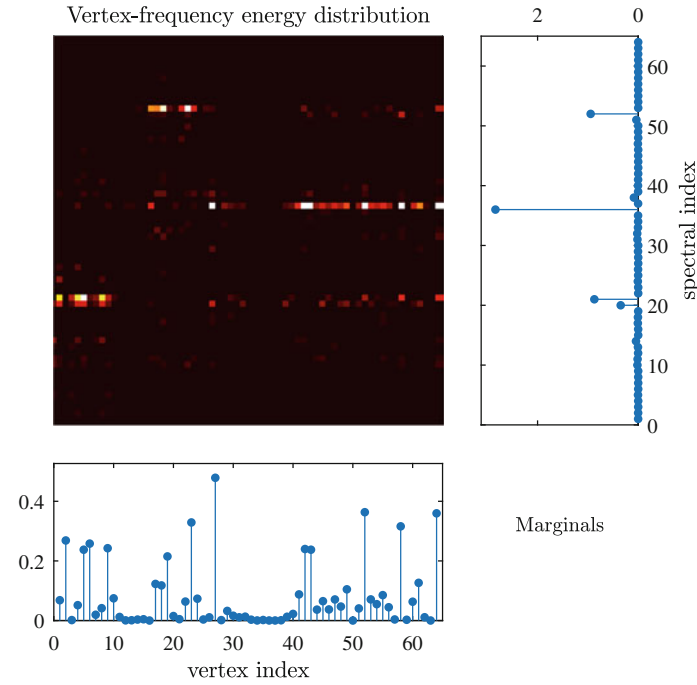 Vertex-frequency energy distribution
2 0
60
50
40
30
20
10
0
spectral index
0.4
0.2
0
0 10 20 30 40 50 60
vertex index
Marginals